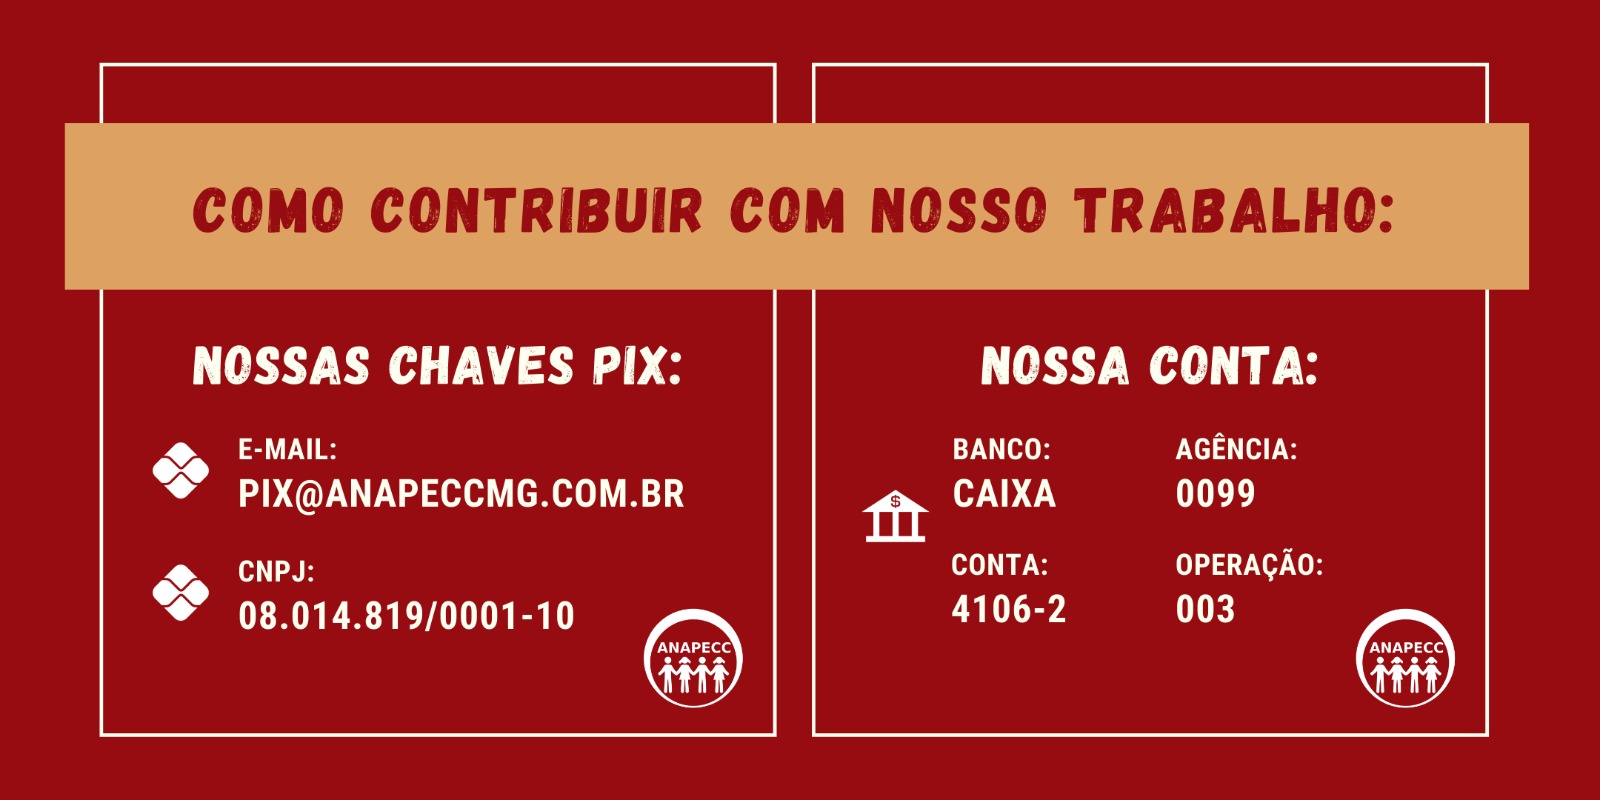 COMO CONTRIBUIR COM NOSSO TRABALHO:
NOSSAS CHAVES PIX:
E-MAIL:
PIX@ANAPECCMG.COM.BR
CNPJ:
08.014.819/0001-10
ANAPECC
NOSSA CONTA:
BANCO:
CAIXA
AGÊNCIA:
0099
CONTA:
4106-2
OPERAÇÃO:
003
$
ANAPECC